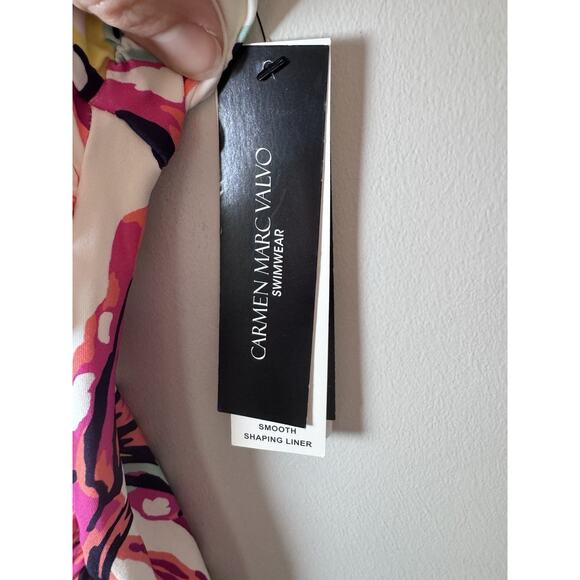 CARMEN MARC VALVO
SWIMWEAR
SMOOTH
SHAPING LINER